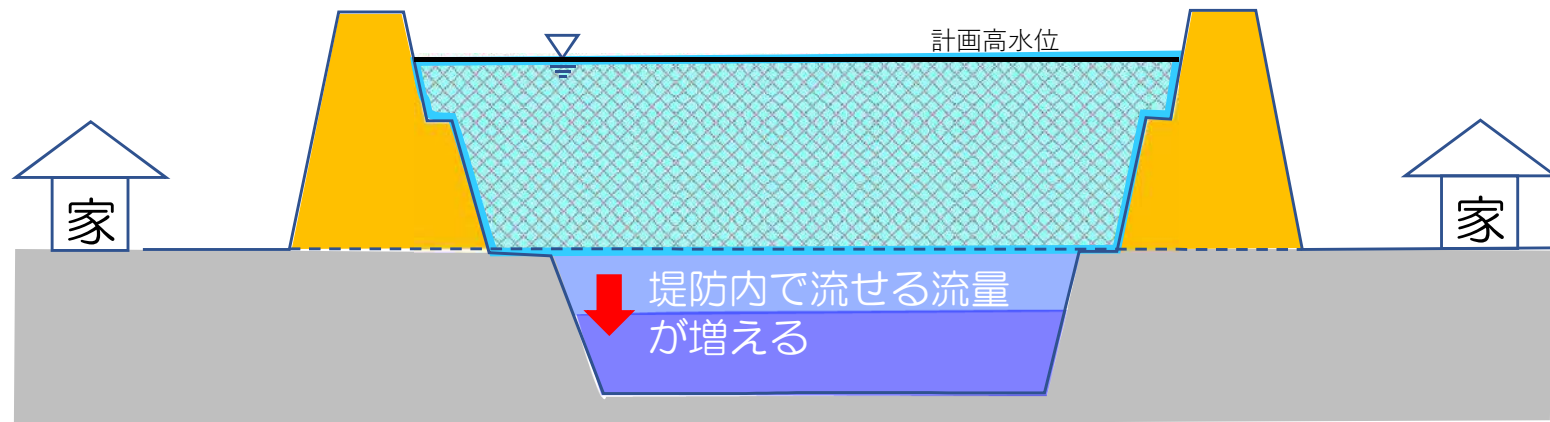 計画高水位
家
家
堤防内で流せる流量
が増える